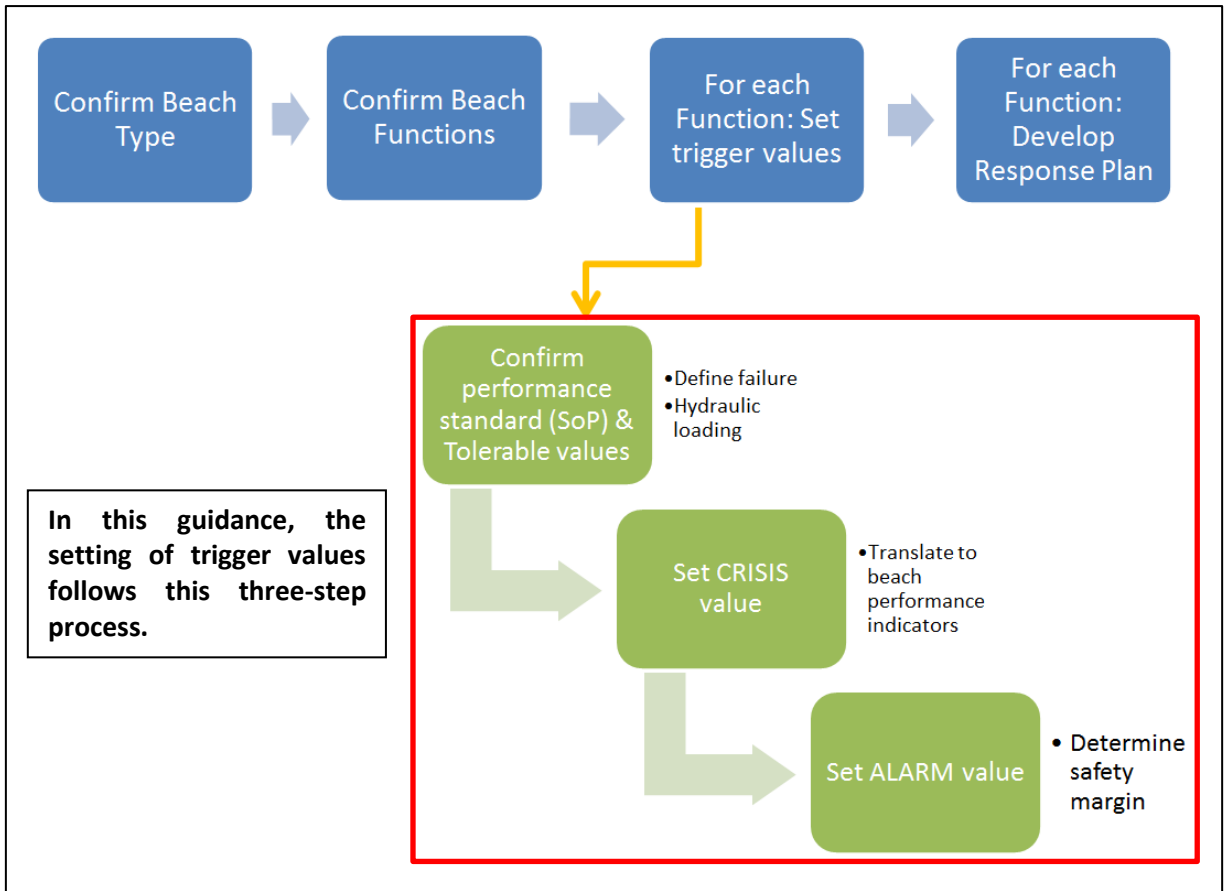 Confirm Beach
Type
Confirm Beach
Functions
For each
Function: Set
trigger values
For each
Function:
Develop
Response Plan
Confirm
performance
standard (SoP) &
Tolerable values
•Define failure
•Hydraulic
loading
In this guidance, the
setting of trigger values
follows this three-step
process.
Set CRISIS
value
•Translate to
beach
performance
indicators
Set ALARM value
• Determine
safety
margin